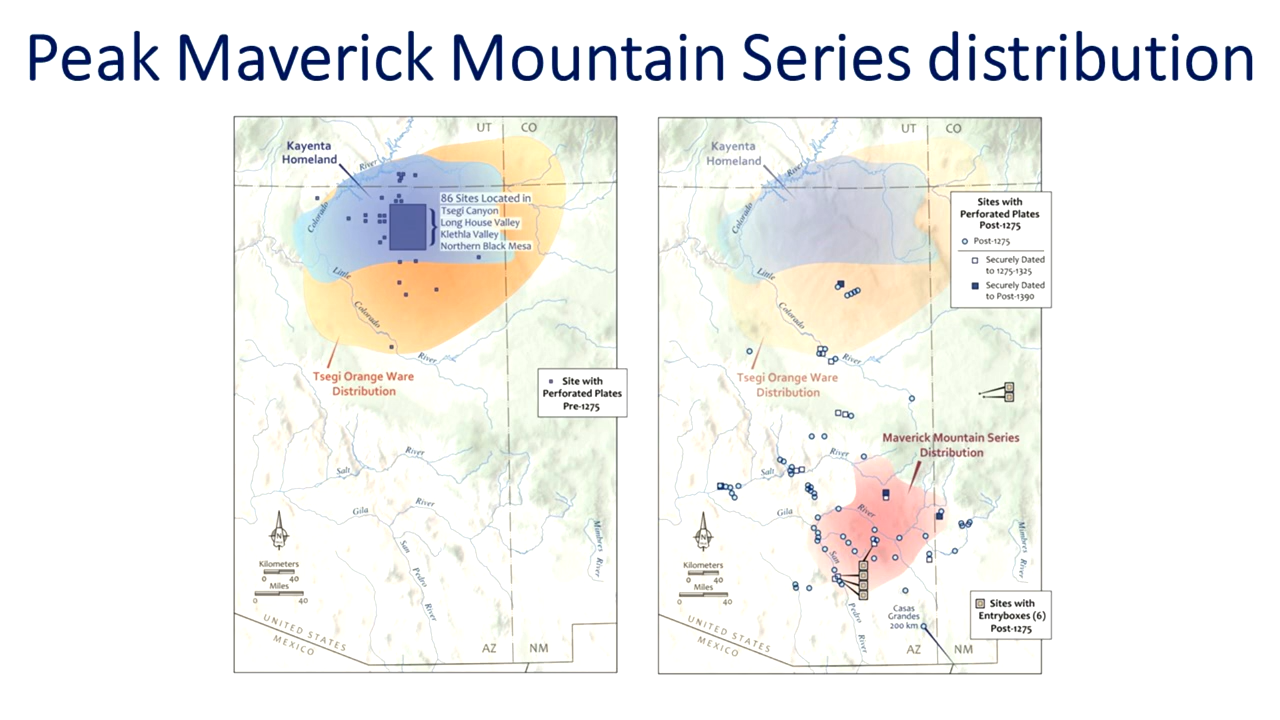 Peak Maverick Mountain Series distribution
UT
CO
Kayenta
Homeland
River
Colorado
86 Sites Located in
Tsegi Canyon
Long House Valley
Klethla Valley
Northern Black Mesa
Little
Colorado
River
Tsegi Orange Ware
Distribution
Site with
Perforated Plates
Pre-1275
Salt
River
Gila
River
San
Pedro
River
Mimbres
River
N
Kilometers
0 40
Miles
0 40
UNITED STATES
MEXICO
AZ
NM
UT
CO
Kayenta
Homeland
River
Colorado
Sites with
Perforated Plates
Post-1275
Post-1275
Securely Dated
to 1275-1325
Securely Dated
to Post-1390
Little
Colorado
River
Tsegi Orange Ware
Distribution
Maverick Mountain Series
Distribution
Salt
River
Gila
River
San
Pedro
River
Mimbres
River
N
Kilometers
0 40
Miles
0 40
Casas
Grandes
200 km
Sites with
Entryboxes (6)
Post-1275
UNITED STATES
MEXICO
AZ
NM